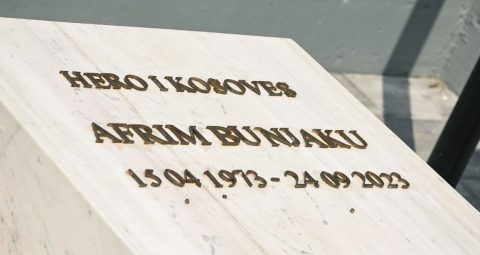 HERO I KOSOVËS
AFRIM BUNJAKU
15 04 1973 - 24 09 2023